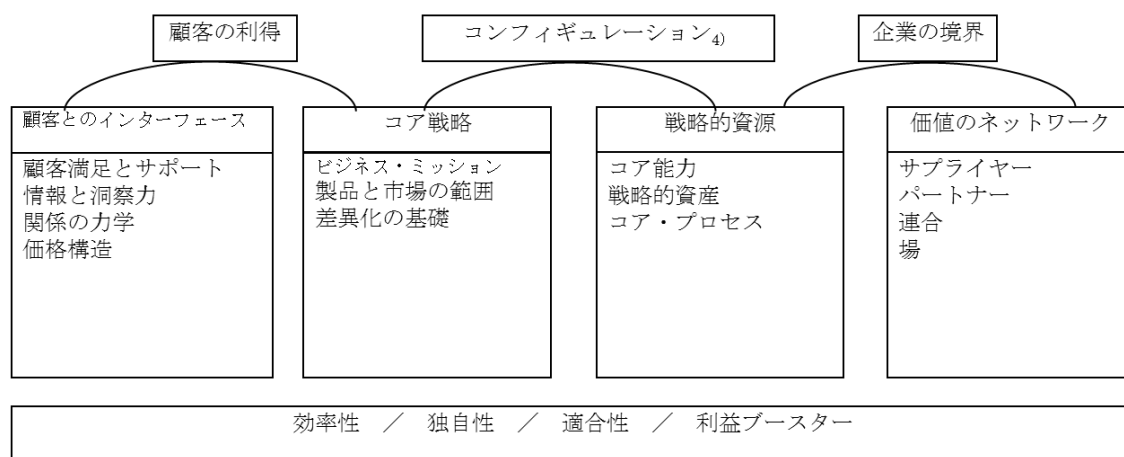 顧客の利得
コンフィギュレーション4)
企業の境界
顧客とのインターフェース
顧客満足とサポート
情報と洞察力
関係の力学
価格構造
コア戦略
ビジネス・ミッション
製品と市場の範囲
差異化の基礎
戦略的資源
コア能力
戦略的資産
コア・プロセス
価値のネットワーク
サプライヤー
パートナー
連合
場
効率性 / 独自性 / 適合性 / 利益ブースター